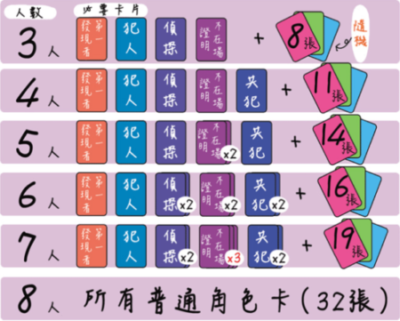 人數 必要卡片
3人 第一發現者 犯人 偵探 不在場證明 + 8張 隨機
4人 第一發現者 犯人 偵探 不在場證明 共犯 + 11張
5人 第一發現者 犯人 偵探 不在場證明 x2 共犯 + 14張
6人 第一發現者 犯人 偵探 x2 不在場證明 x2 共犯 x2 + 16張
7人 第一發現者 犯人 偵探 x2 不在場證明 x3 共犯 x2 + 19張
8人 所有普通角色卡(32張)